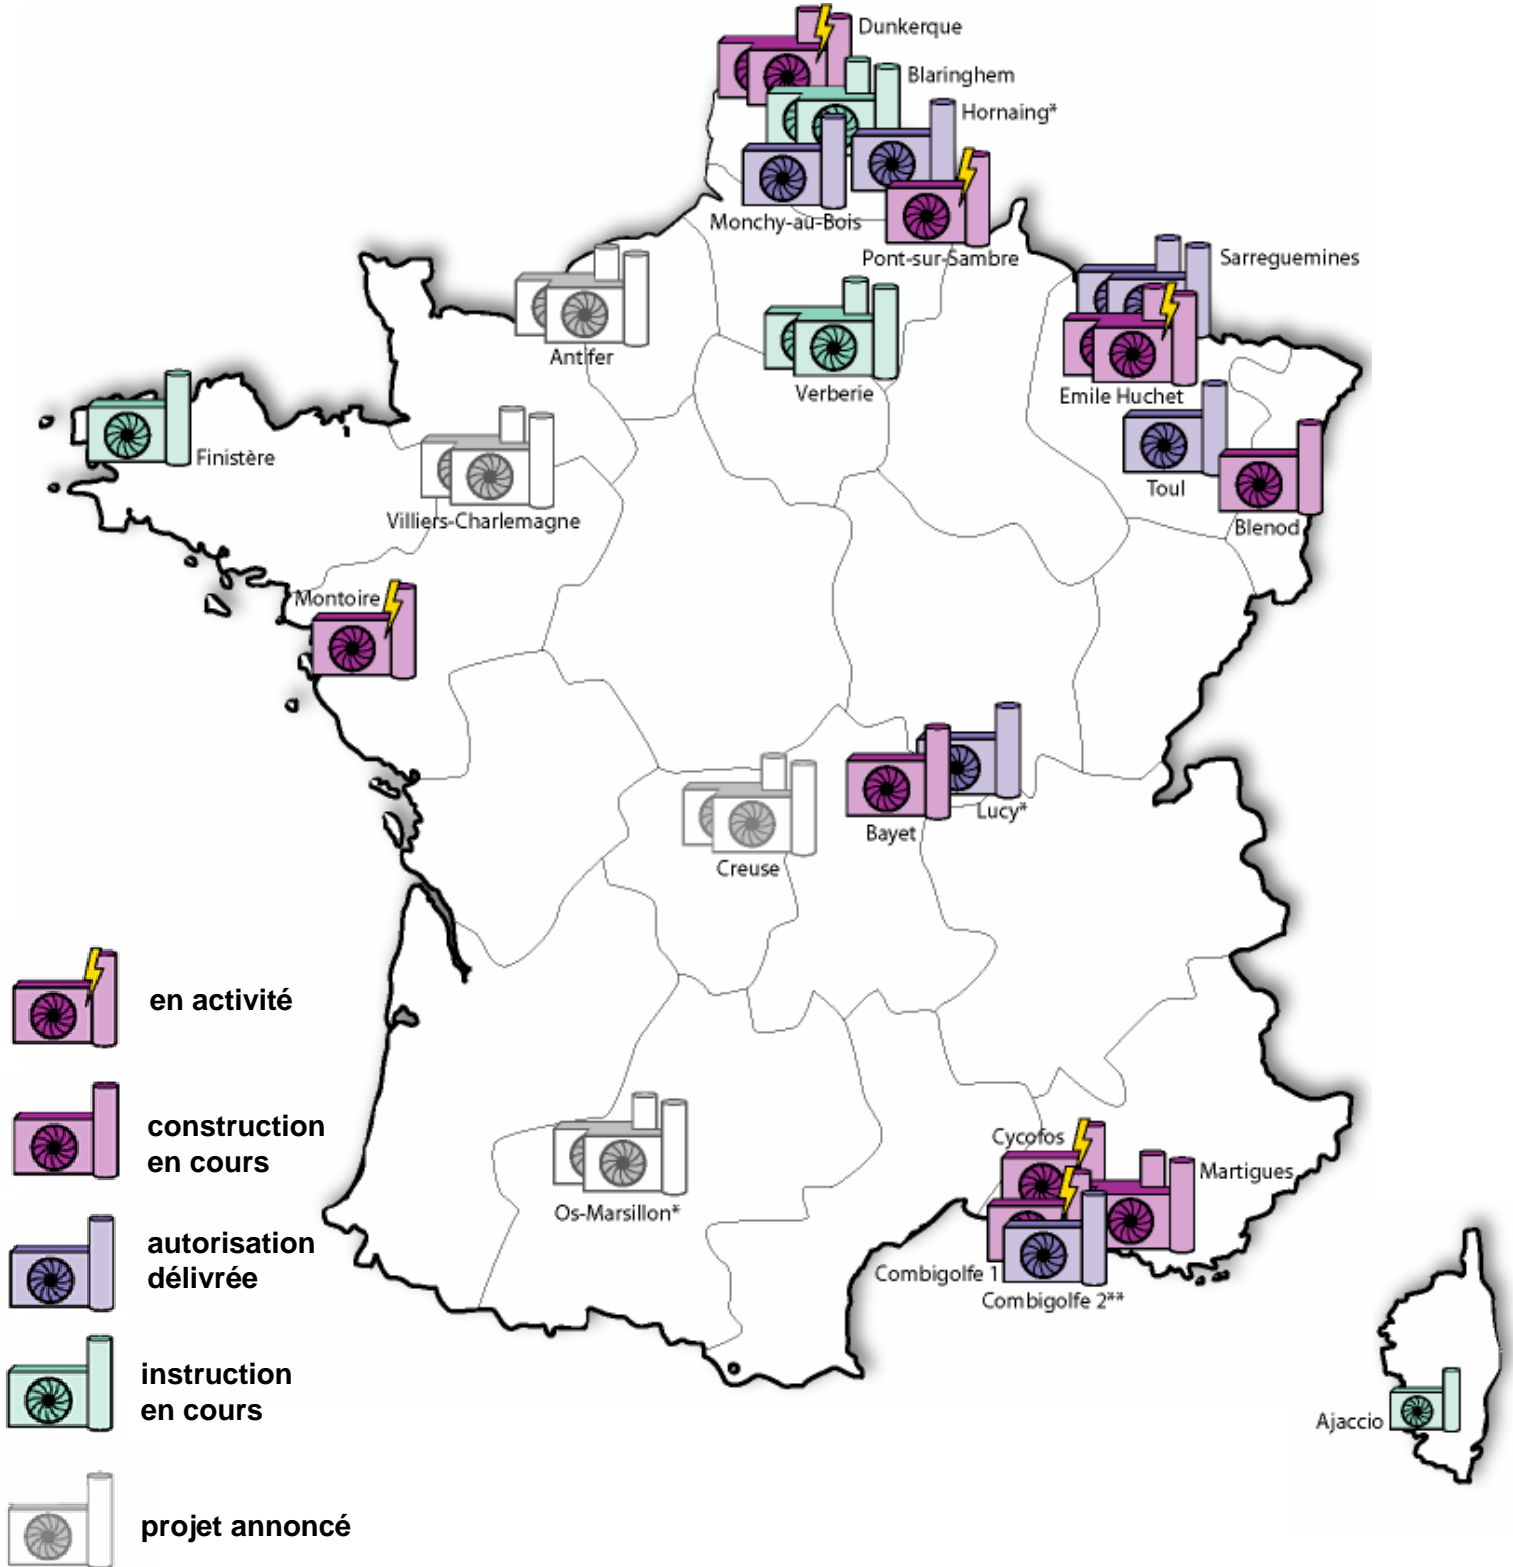 Dunkerque
Blaringhem
Hornaing*
Monchy-au-Bois
Pont-sur-Sambre
Sarreguemines
Antifer
Verberie
Emile Huchet
Finistère
Toul
Villiers-Charlemagne
Blenod
Montoire
Lucy*
Bayet
Creuse
en activité
construction
en cours
Cycofos
Martigues
Os-Marsillon*
autorisation
délivrée
Combigolfe 1
Combigolfe 2**
instruction
en cours
Ajaccio
projet annoncé